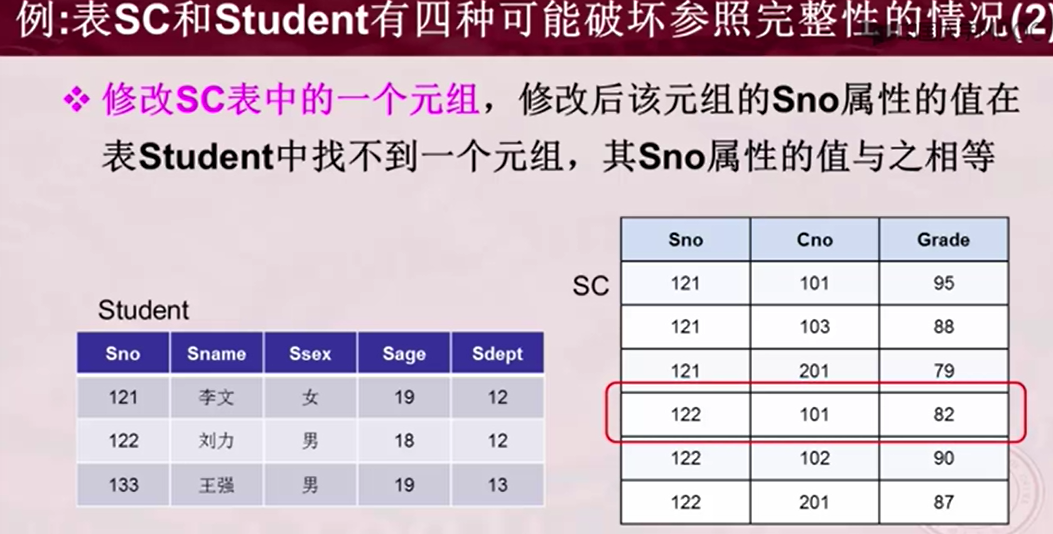 例:表SC和Student有四种可能破坏参照完整性的情况(2)
❖ 修改SC表中的一个元组，修改后该元组的Sno属性的值在
表Student中找不到一个元组，其Sno属性的值与之相等
Student
Sno Sname Ssex Sage Sdept
121 李文 女 19 12
122 刘力 男 18 12
133 王强 男 19 13
SC
Sno Cno Grade
121 101 95
121 103 88
121 201 79
122 101 82
122 102 90
122 201 87